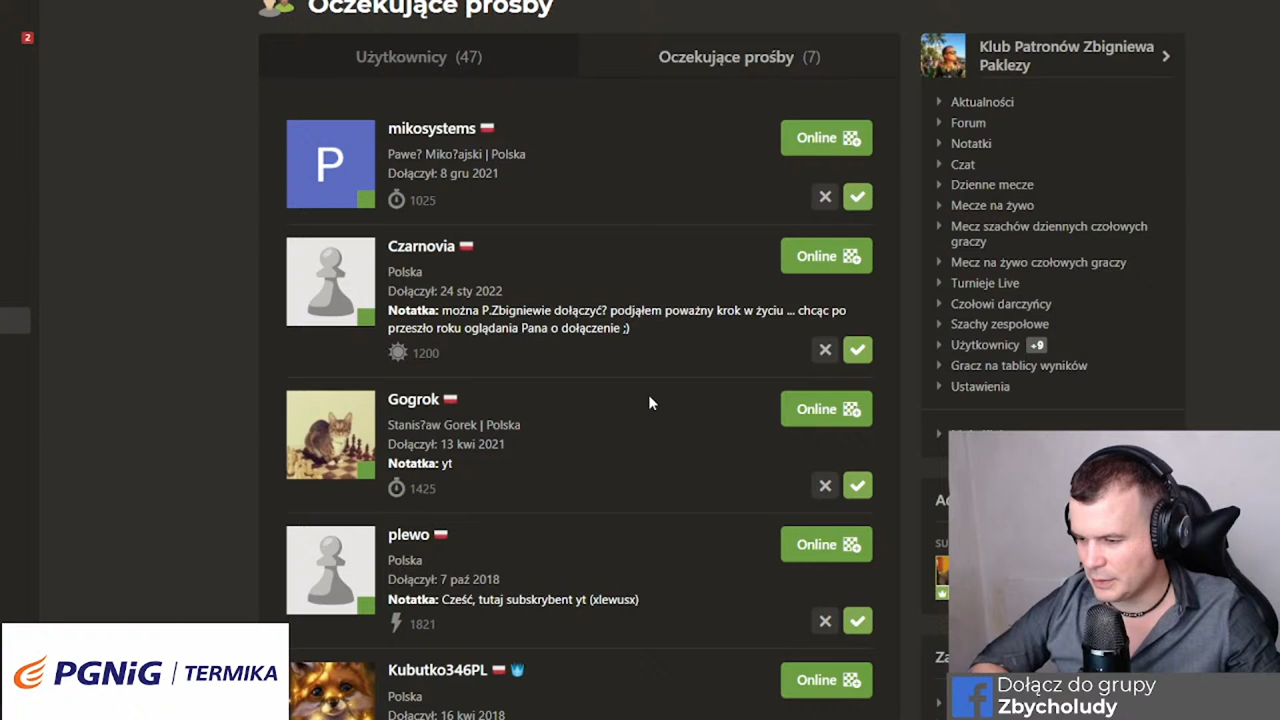 Oczekujące prośby
2
Użytkownicy (47)
Oczekujące prośby (7)
P
mikosystems
Pawe? Miko?ajski | Polska
Dołączył: 8 gru 2021
1025
Online
Czarnovia
Polska
Dołączył: 24 sty 2022
Notatka: można P.Zbigniewie dołączyć? podjąłem poważny krok w życiu ... chcąc po
przeszło roku oglądania Pana o dołączenie ;)
1200
Online
Gogrok
Stanis?aw Gorek | Polska
Dołączył: 13 kwi 2021
Notatka: yt
1425
Online
plewo
Polska
Dołączył: 7 paź 2018
Notatka: Cześć, tutaj subskrybent yt (xlewusx)
1821
Online
Kubutko346PL
Polska
Dołączył: 16 kwi 2018
Online
Klub Patronów Zbigniewa
Paklezy
Aktualności
Forum
Notatki
Czat
Dzienne mecze
Mecze na żywo
Mecz szachów dziennych czołowych
graczy
Mecz na żywo czołowych graczy
Turnieje Live
Czołowi darczyńcy
Szachy zespołowe
Użytkownicy +9
Gracz na tablicy wyników
Ustawienia
PGNiG | TERMIKA
Dołącz do grupy
Zbycholudy